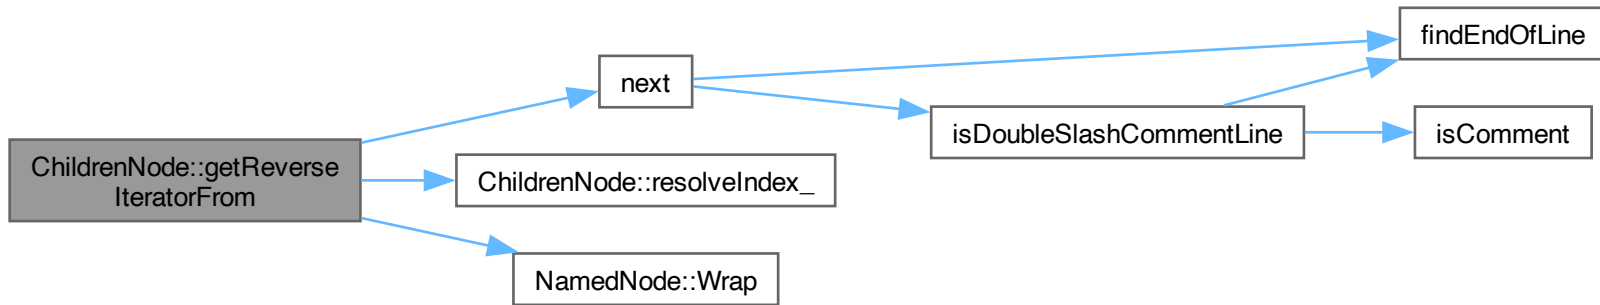 ChildrenNode::getReverse
IteratorFrom
next
ChildrenNode::resolveIndex_
NamedNode::Wrap
findEndOfLine
isDoubleSlashCommentLine
isComment